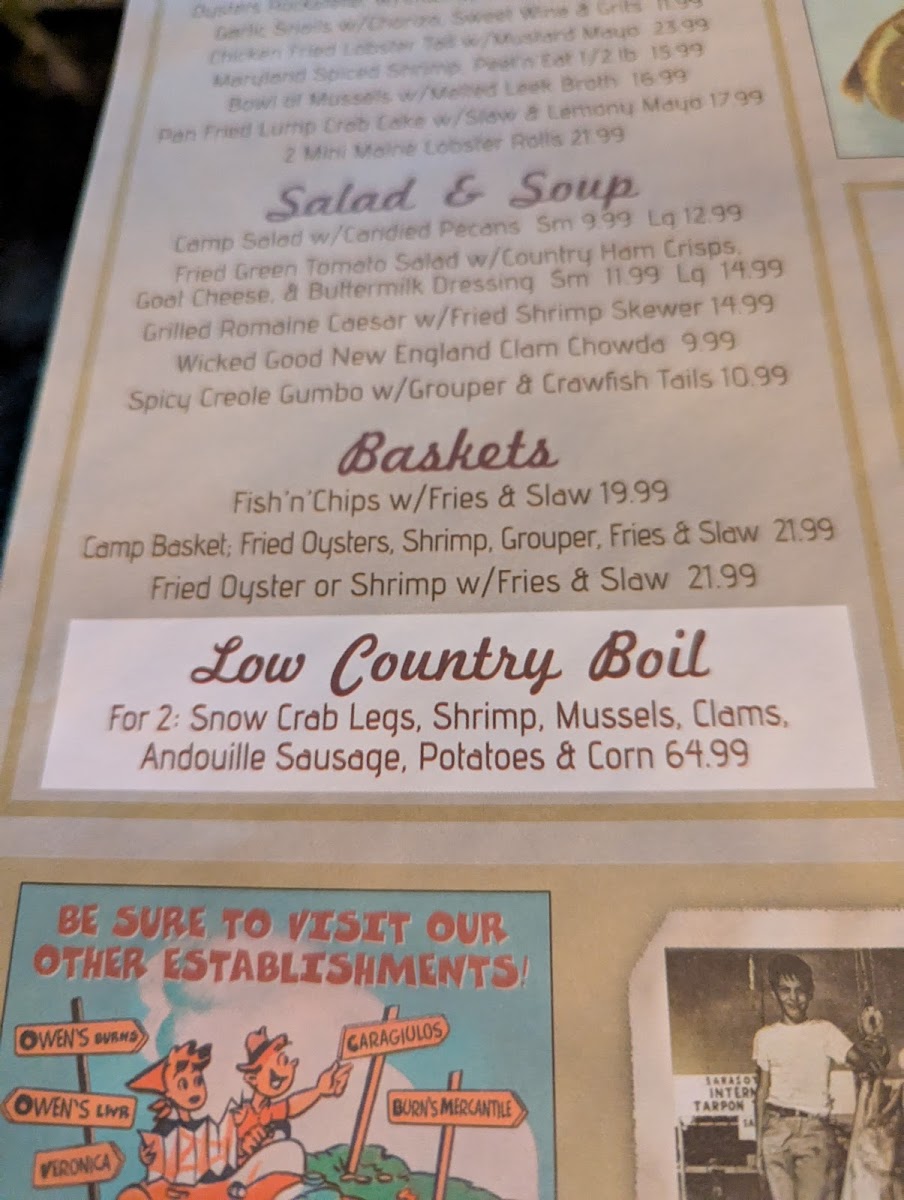 Garlic Snails w/Chorizo, Sweet Wine & Grits 11.99
Chicken Fried Lobster Tail w/Mustard Mayo 23.99
Maryland Spiced Shrimp, Peel'n Eat 1/2 lb 15.99
Bowl of Mussels w/Melted Leek Broth 16.99
Pan Fried Lump Crab Cake w/Slaw & Lemony Mayo 17.99
2 Mini Maine Lobster Rolls 21.99
Salad & Soup
Camp Salad w/Candied Pecans Sm 9.99 Lg 12.99
Fried Green Tomato Salad w/Country Ham Crisps,
Goat Cheese, & Buttermilk Dressing Sm 11.99 Lg 14.99
Grilled Romaine Caesar w/Fried Shrimp Skewer 14.99
Wicked Good New England Clam Chowda 9.99
Spicy Creole Gumbo w/Grouper & Crawfish Tails 10.99
Baskets
Fish'n'Chips w/Fries & Slaw 19.99
Camp Basket; Fried Oysters, Shrimp, Grouper, Fries & Slaw 21.99
Fried Oyster or Shrimp w/Fries & Slaw 21.99
Low Country Boil
For 2: Snow Crab Legs, Shrimp, Mussels, Clams,
Andouille Sausage, Potatoes & Corn 64.99
BE SURE TO VISIT OUR
OTHER ESTABLISHMENTS!
OWEN'S BURNS
CARAGIULOS
OWEN'S LIVR
BURN'S MERCANTILE
VERONICA
SARASO
INTERN
TARPON
SA